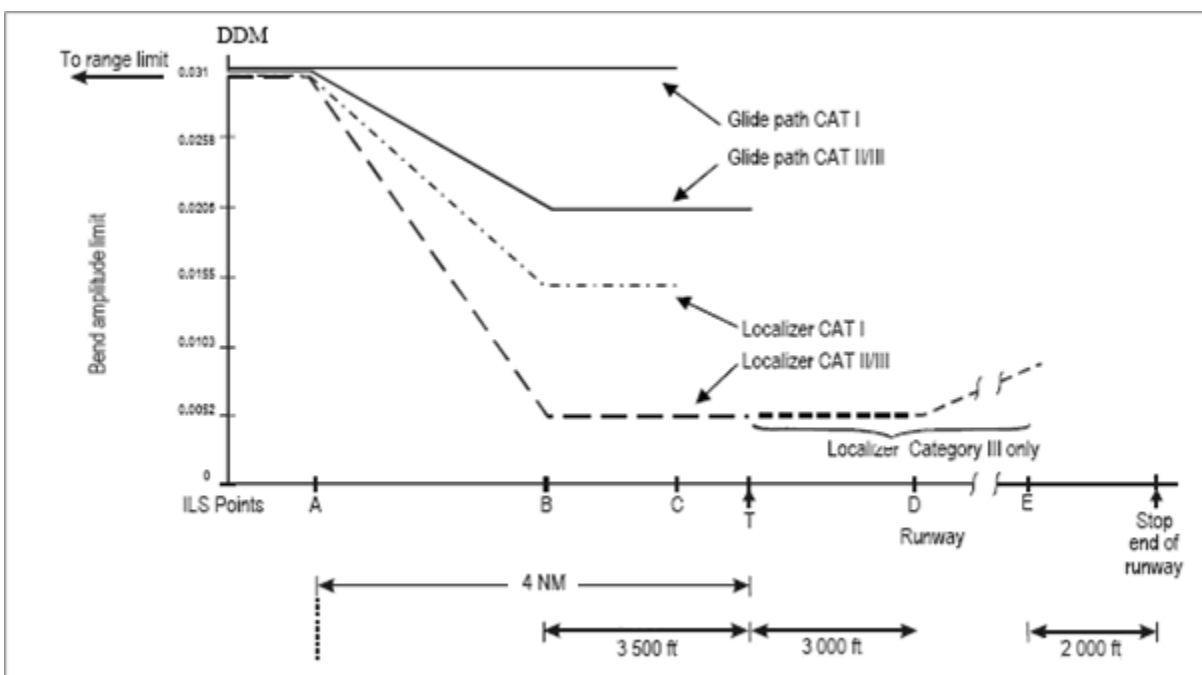 DDM
To range limit
0.031
Glide path CAT I
0.0258
Glide path CAT II/III
0.0206
Bend amplitude limit
0.0155
Localizer CAT I
0.0103
Localizer CAT II/III
0.0052
Localizer Category III only
0
ILS Points A B C T D E
Runway
Stop
end of
runway
4 NM
3 500 ft 3 000 ft 2 000 ft